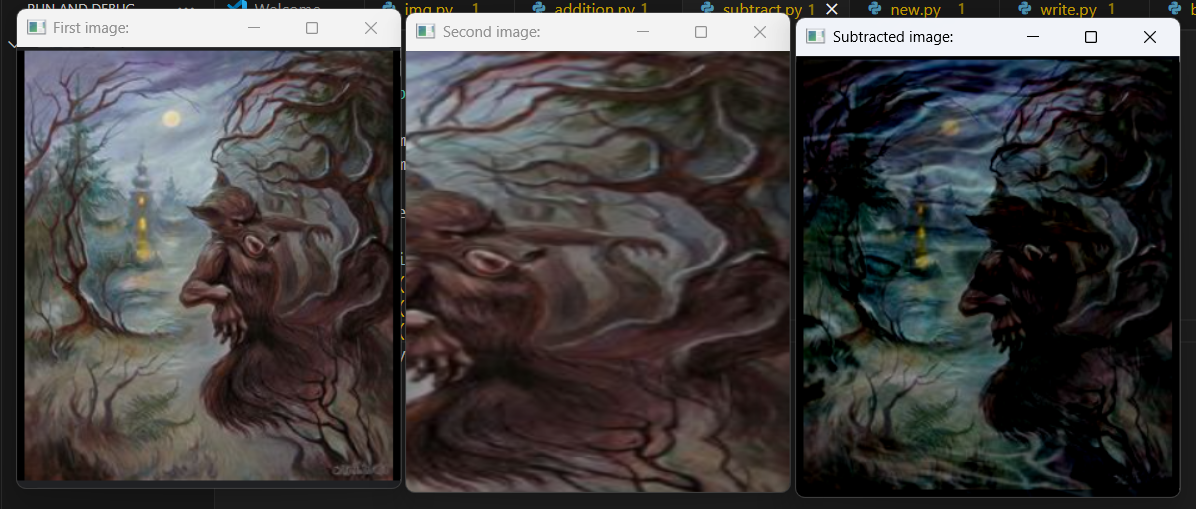 RUN AND DEBUG ... Welcome img.py 1 addition.py 1 subtract.py 1 new.py 1 write.py 1
First image:
Second image:
Subtracted image: